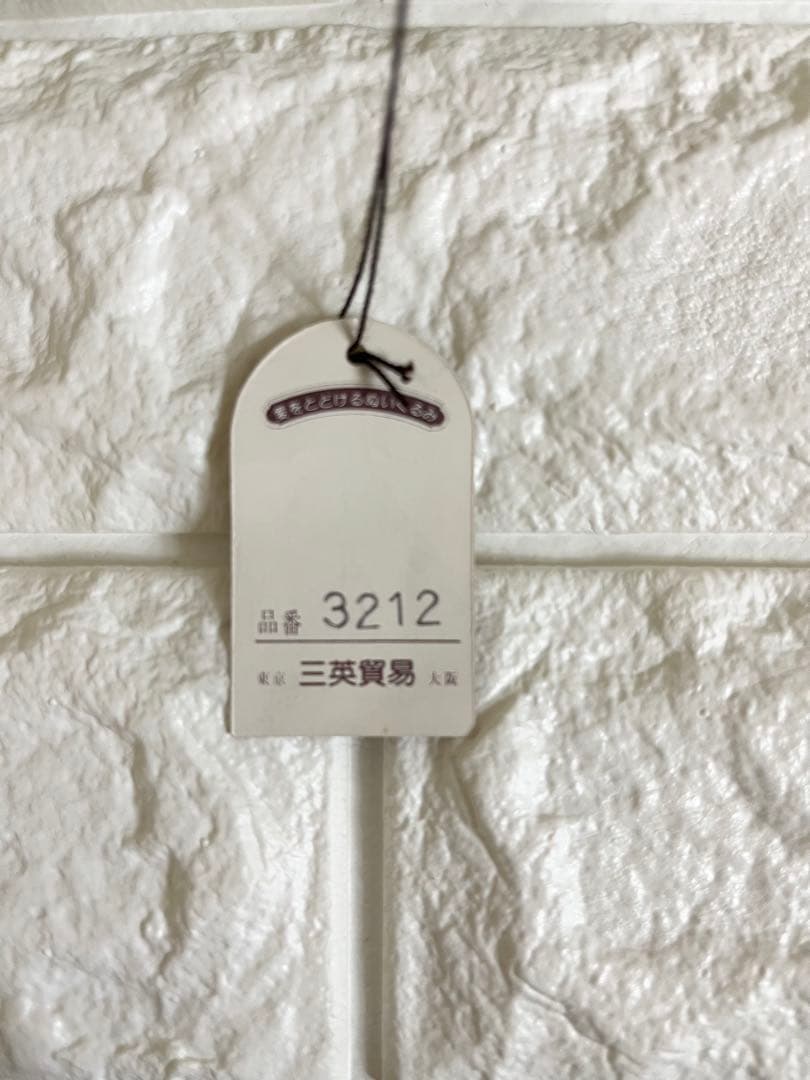 愛をとどけるぬいぐるみ
品番 3212
東京 三英貿易 大阪